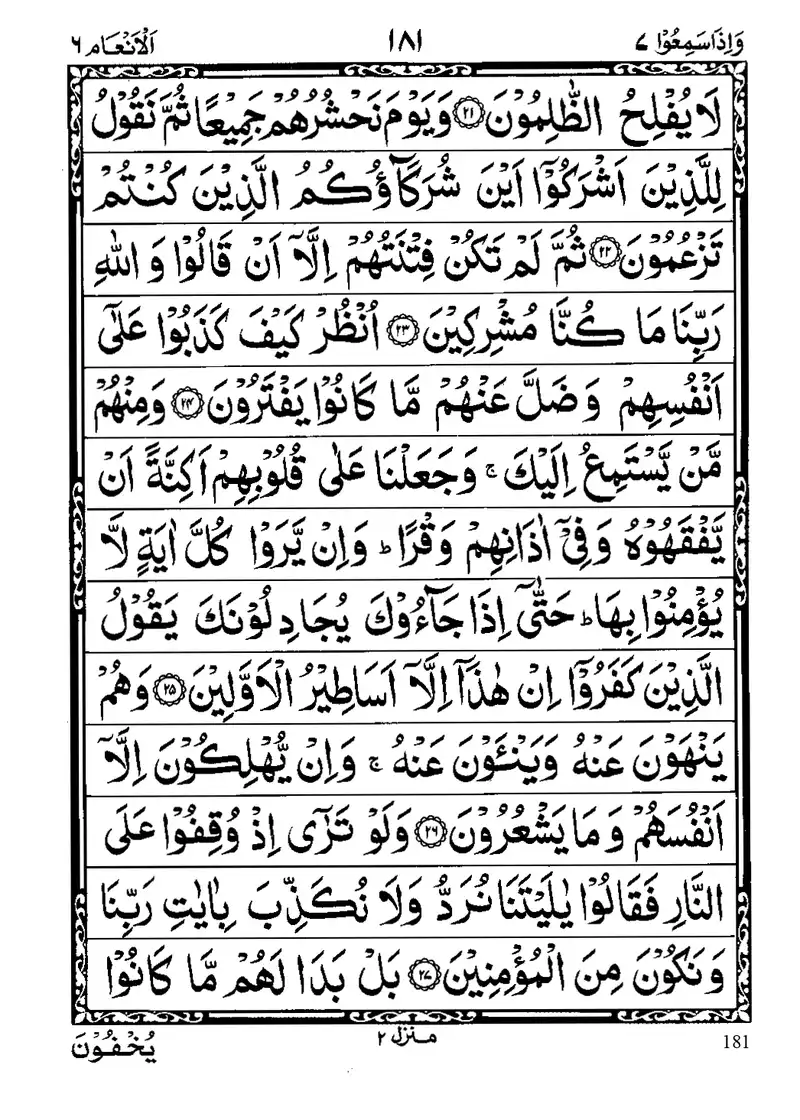 وَاِذَا سَمِعُوْا ٧ ١٨١ اَلْاَنْعَام ٦
لَا يُفْلِحُ الظّٰلِمُوْنَ ٢١ وَيَوْمَ نَحْشُرُهُمْ جَمِيْعًا ثُمَّ نَقُوْلُ
لِلَّذِيْنَ اَشْرَكُوْۤا اَيْنَ شُرَكَآؤُكُمُ الَّذِيْنَ كُنْتُمْ
تَزْعُمُوْنَ ٢٢ ثُمَّ لَمْ تَكُنْ فِتْنَتُهُمْ اِلَّاۤ اَنْ قَالُوْا وَاللّٰهِ
رَبِّنَا مَا كُنَّا مُشْرِكِيْنَ ٢٣ اُنْظُرْ كَيْفَ كَذَبُوْا عَلٰۤى
اَنْفُسِهِمْ وَضَلَّ عَنْهُمْ مَّا كَانُوْا يَفْتَرُوْنَ ٢٤ وَمِنْهُمْ
مَّنْ يَّسْتَمِعُ اِلَيْكَ ۚ وَجَعَلْنَا عَلٰى قُلُوْبِهِمْ اَكِنَّةً اَنْ
يَّفْقَهُوْهُ وَفِيْۤ اٰذَانِهِمْ وَقْرًا ؕ وَاِنْ يَّرَوْا كُلَّ اٰيَةٍ لَّا
يُؤْمِنُوْا بِهَا ؕ حَتّٰۤى اِذَا جَآءُوْكَ يُجَادِلُوْنَكَ يَقُوْلُ
الَّذِيْنَ كَفَرُوْۤا اِنْ هٰذَاۤ اِلَّاۤ اَسَاطِيْرُ الْاَوَّلِيْنَ ٢٥ وَهُمْ
يَنْهَوْنَ عَنْهُ وَيَنْـَٔوْنَ عَنْهُ ۚ وَاِنْ يُّهْلِكُوْنَ اِلَّاۤ
اَنْفُسَهُمْ وَمَا يَشْعُرُوْنَ ٢٦ وَلَوْ تَرٰۤى اِذْ وُقِفُوْا عَلَى
النَّارِ فَقَالُوْا يٰلَيْتَنَا نُرَدُّ وَلَا نُكَذِّبَ بِاٰيٰتِ رَبِّنَا
وَنَكُوْنَ مِنَ الْمُؤْمِنِيْنَ ٢٧ بَلْ بَدَا لَهُمْ مَّا كَانُوْا
181 منزل ٢ يُخْفُوْنَ